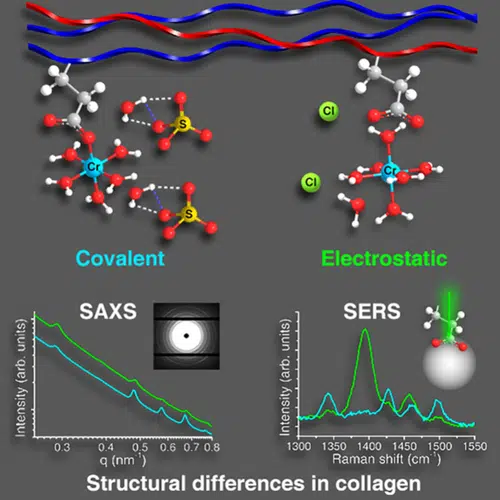 Cl
S
Cr
Cl
Cr
S
Covalent
Electrostatic
SAXS
SERS
Intensity (arb. units)
0.3 0.4 0.5 0.6 0.7 0.8
q (nm⁻¹)
Intensity (arb. units)
1300 1350 1400 1450 1500 1550
Raman shift (cm⁻¹)
Structural differences in collagen